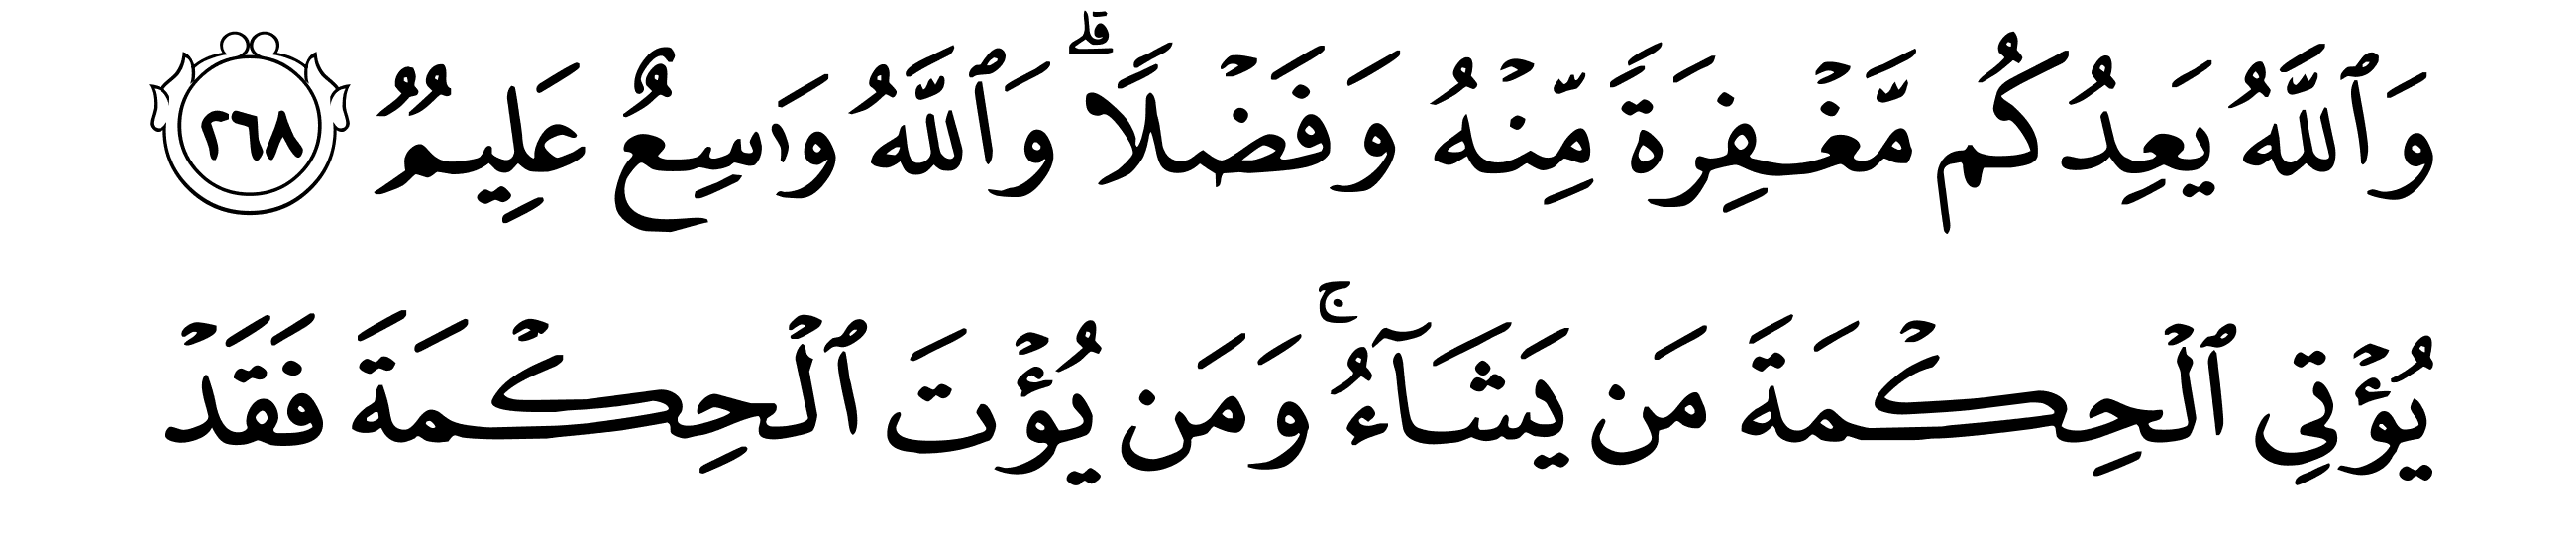 وَٱللَّهُ يَعِدُكُم مَّغْفِرَةً مِّنْهُ وَفَضْلًا ۗ وَٱللَّهُ وَٰسِعٌ عَلِيمٌ ٢٦٨
يُؤْتِى ٱلْحِكْمَةَ مَن يَشَآءُ ۚ وَمَن يُؤْتَ ٱلْحِكْمَةَ فَقَدْ